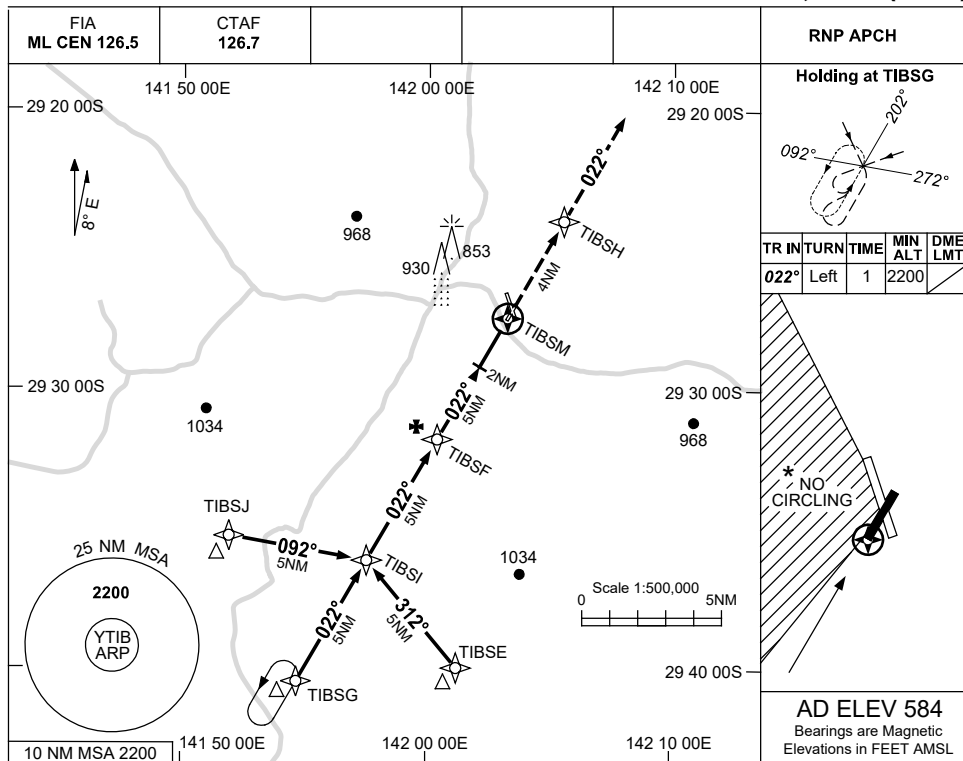 FIA
ML CEN 126.5
CTAF
126.7
RNP APCH
141 50 00E
142 00 00E
142 10 00E
29 20 00S
29 20 00S
Holding at TIBSG
202°
092°
272°
TR IN TURN TIME MIN ALT DME LMT
022° Left 1 2200
8° E
968
853
930
022°
TIBSH
4NM
TIBSM
2NM
29 30 00S
29 30 00S
022°
5NM
1034
968
TIBSF
* NO
CIRCLING
TIBSJ
022°
5NM
092°
5NM
TIBSI
1034
25 NM MSA
2200
YTIB
ARP
Scale 1:500,000
0 5NM
022°
5NM
312°
5NM
TIBSE
29 40 00S
TIBSG
AD ELEV 584
Bearings are Magnetic
Elevations in FEET AMSL
10 NM MSA 2200
141 50 00E
142 00 00E
142 10 00E